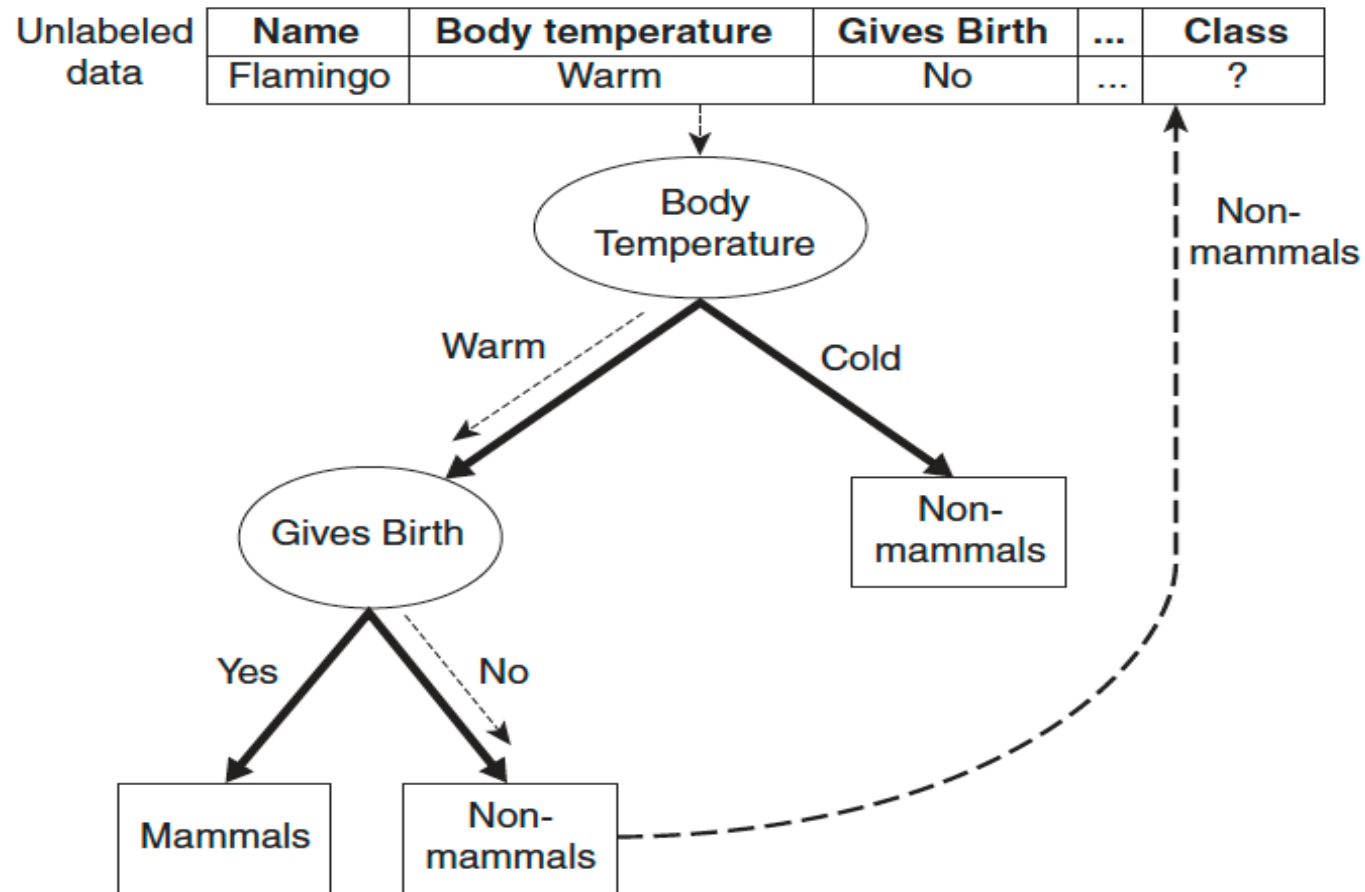 Unlabeled data
Name Body temperature Gives Birth ... Class
Flamingo Warm No ... ?
Body
Temperature
Non-
mammals
Warm
Cold
Gives Birth
Non-
mammals
Yes
No
Mammals
Non-
mammals